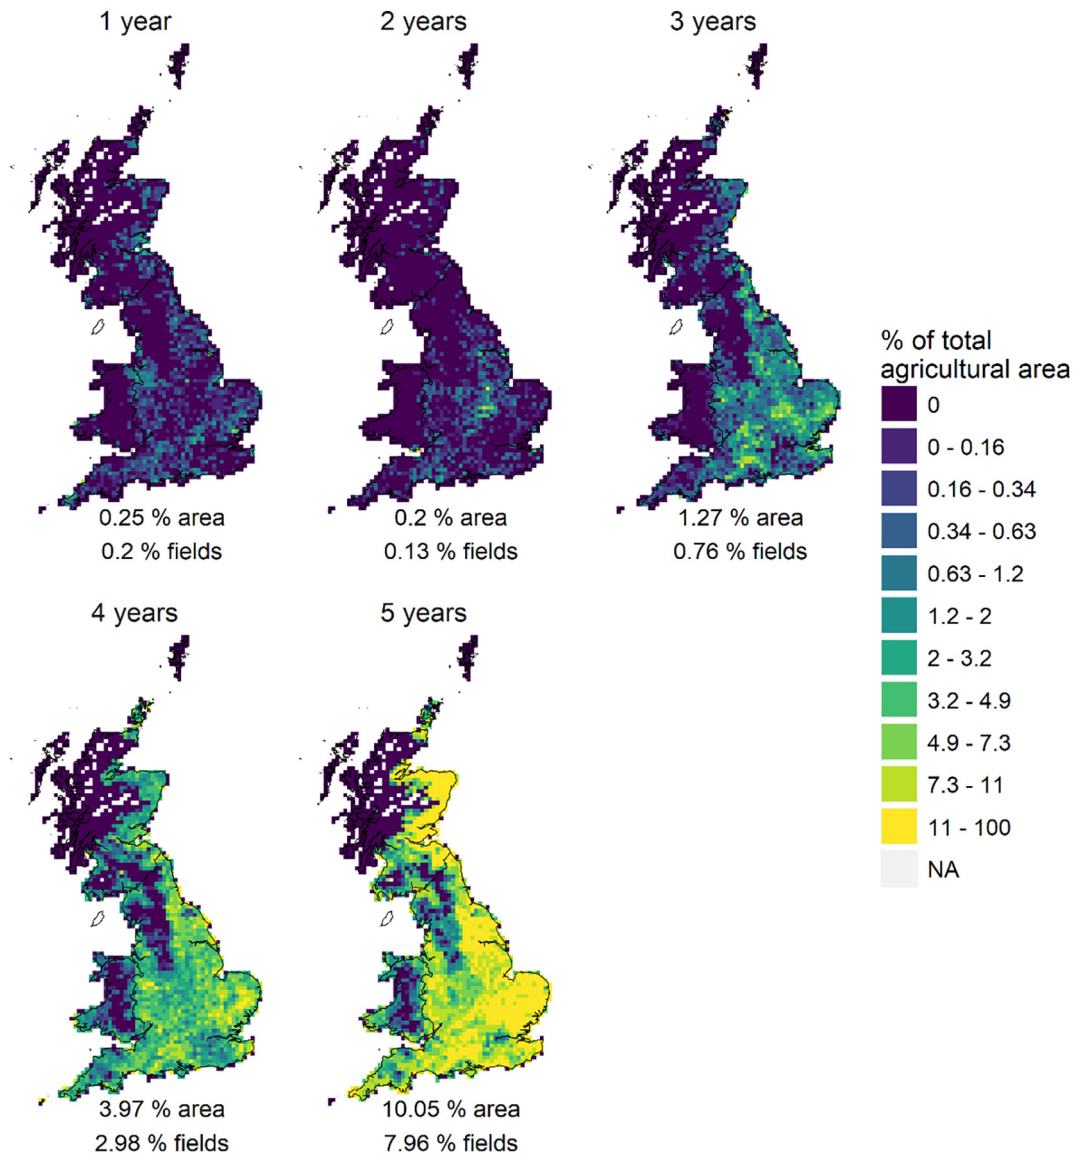 1 year
2 years
3 years
0.25 % area
0.2 % fields
0.2 % area
0.13 % fields
1.27 % area
0.76 % fields
4 years
5 years
3.97 % area
2.98 % fields
10.05 % area
7.96 % fields
% of total
agricultural area
0
0 - 0.16
0.16 - 0.34
0.34 - 0.63
0.63 - 1.2
1.2 - 2
2 - 3.2
3.2 - 4.9
4.9 - 7.3
7.3 - 11
11 - 100
NA